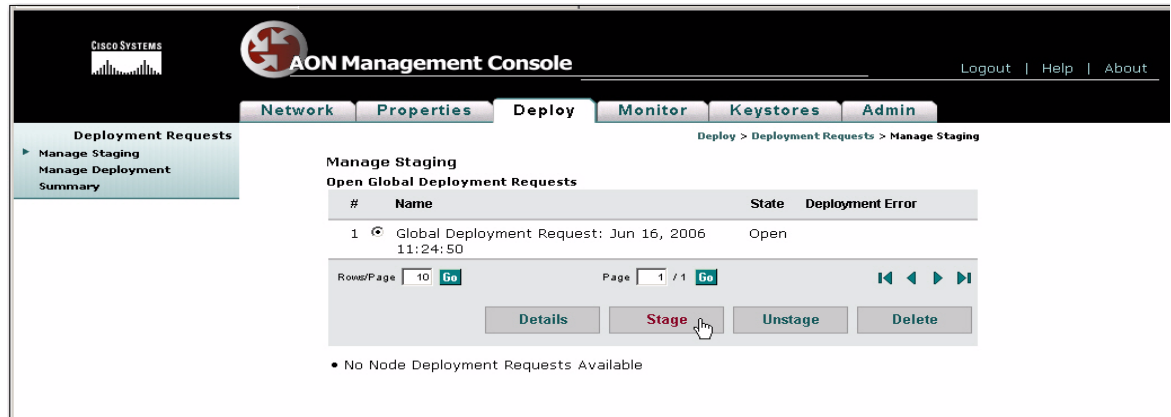 CISCO SYSTEMS
AON Management Console
Logout | Help | About
Network Properties Deploy Monitor Keystores Admin
Deployment Requests
Manage Staging
Manage Deployment
Summary
Deploy > Deployment Requests > Manage Staging
Manage Staging
Open Global Deployment Requests
# Name State Deployment Error
1 Global Deployment Request: Jun 16, 2006 Open
11:24:50
Rows/Page 10 Go Page 1 / 1 Go
Details Stage Unstage Delete
• No Node Deployment Requests Available